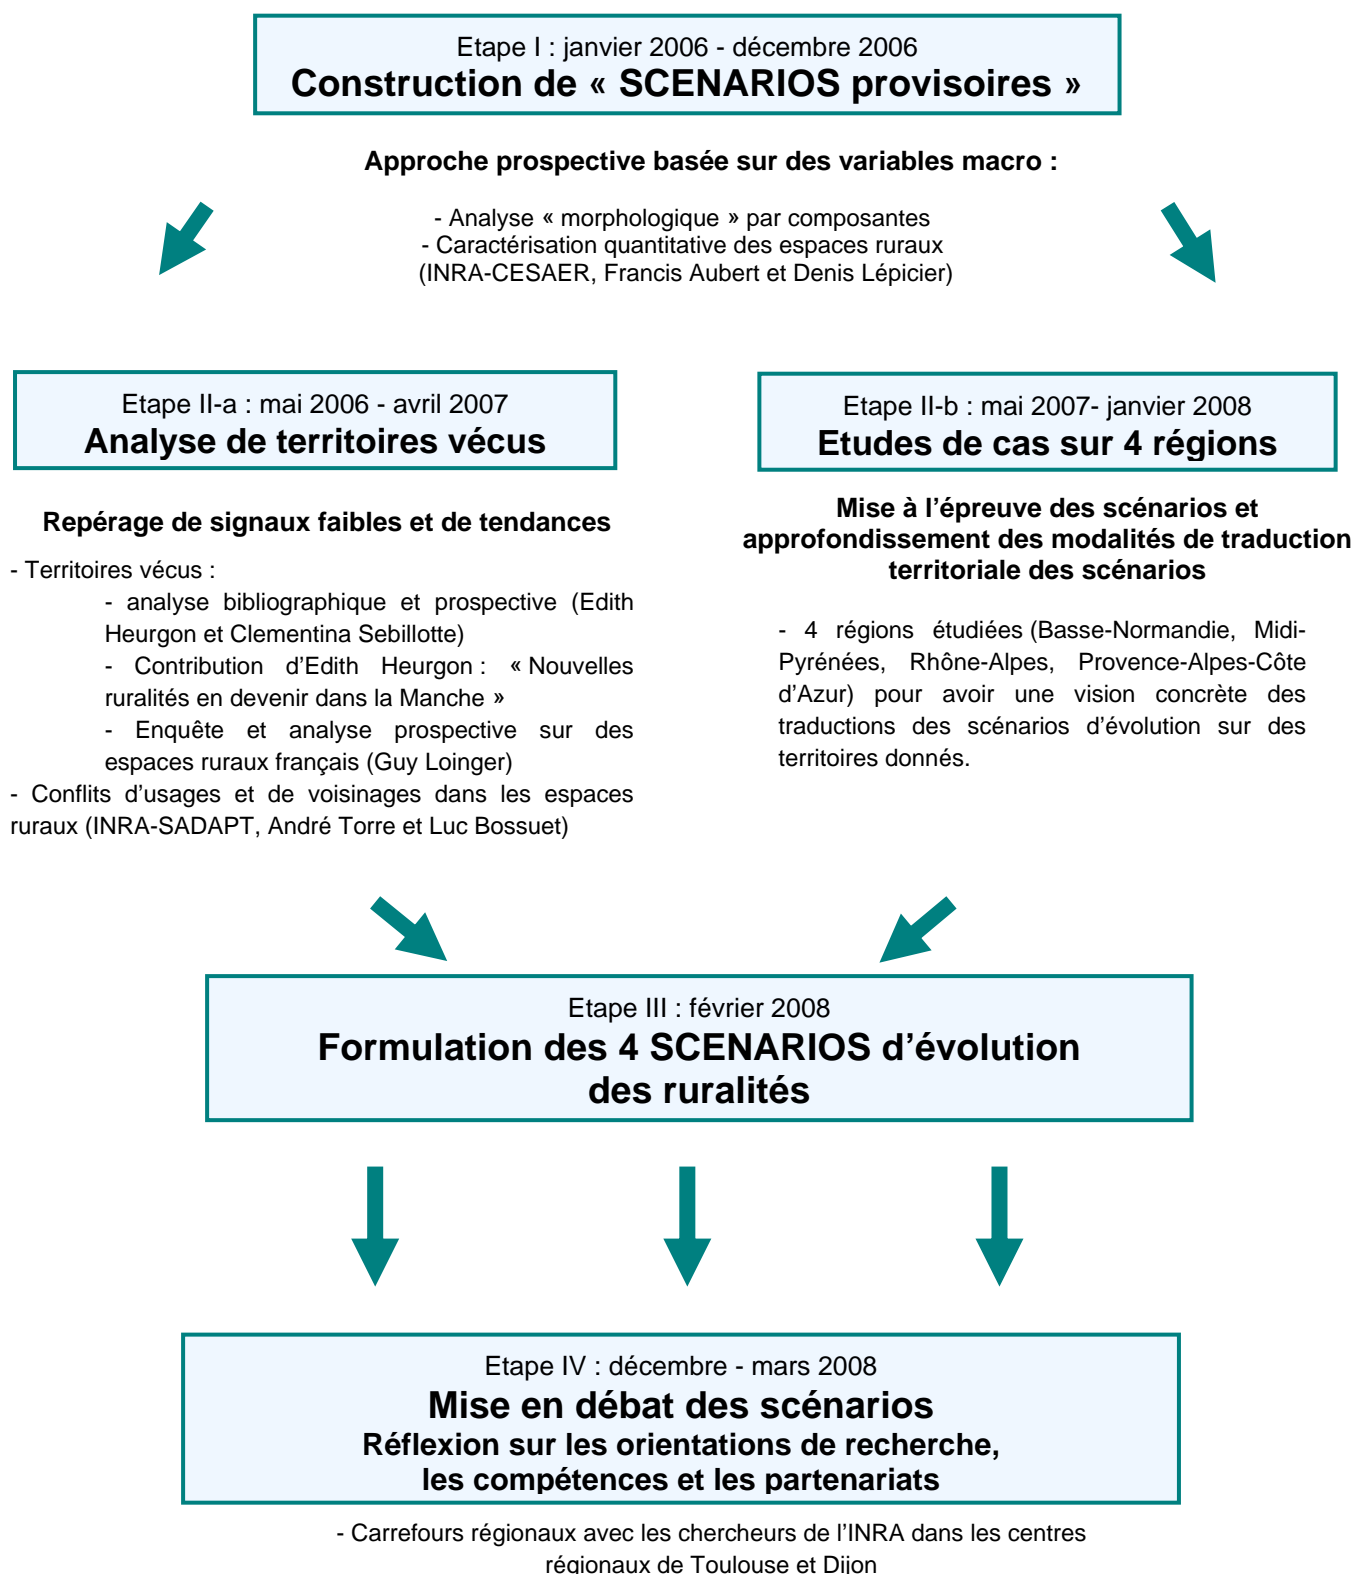 Etape I : janvier 2006 - décembre 2006
Construction de « SCENARIOS provisoires »
Approche prospective basée sur des variables macro :
- Analyse « morphologique » par composantes
- Caractérisation quantitative des espaces ruraux
(INRA-CESAER, Francis Aubert et Denis Lépicier)
Etape II-a : mai 2006 - avril 2007
Analyse de territoires vécus
Repérage de signaux faibles et de tendances
- Territoires vécus :
- analyse bibliographique et prospective (Edith
Heurgon et Clementina Sebillotte)
- Contribution d’Edith Heurgon : « Nouvelles
ruralités en devenir dans la Manche »
- Enquête et analyse prospective sur des
espaces ruraux français (Guy Loinger)
- Conflits d’usages et de voisinages dans les espaces
ruraux (INRA-SADAPT, André Torre et Luc Bossuet)
Etape II-b : mai 2007- janvier 2008
Etudes de cas sur 4 régions
Mise à l’épreuve des scénarios et
approfondissement des modalités de traduction
territoriale des scénarios
- 4 régions étudiées (Basse-Normandie, Midi-
Pyrénées, Rhône-Alpes, Provence-Alpes-Côte
d’Azur) pour avoir une vision concrète des
traductions des scénarios d’évolution sur des
territoires donnés.
Etape III : février 2008
Formulation des 4 SCENARIOS d’évolution
des ruralités
Etape IV : décembre - mars 2008
Mise en débat des scénarios
Réflexion sur les orientations de recherche,
les compétences et les partenariats
- Carrefours régionaux avec les chercheurs de l’INRA dans les centres
régionaux de Toulouse et Dijon